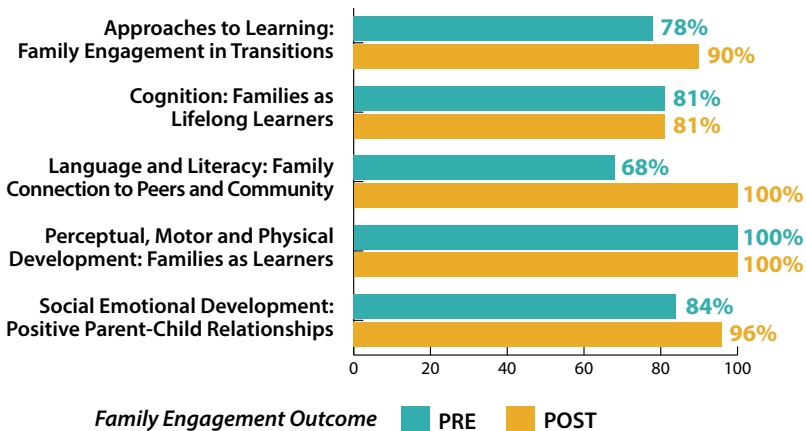 Approaches to Learning:
Family Engagement in Transitions
78%
90%
Cognition: Families as
Lifelong Learners
81%
81%
Language and Literacy: Family
Connection to Peers and Community
68%
100%
Perceptual, Motor and Physical
Development: Families as Learners
100%
100%
Social Emotional Development:
Positive Parent-Child Relationships
84%
96%
0 20 40 60 80 100
Family Engagement Outcome PRE POST